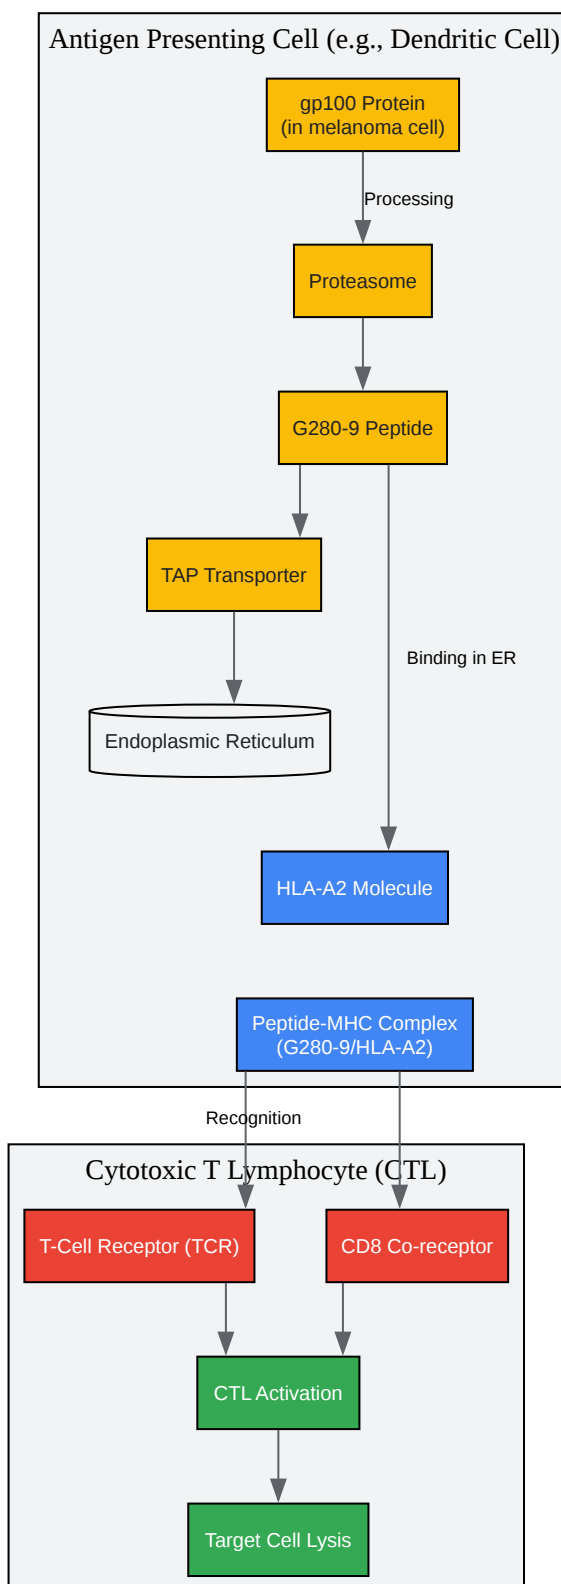 Antigen Presenting Cell (e.g., Dendritic Cell)
gp100 Protein
(in melanoma cell)
Processing
Proteasome
G280-9 Peptide
TAP Transporter
Binding in ER
Endoplasmic Reticulum
HLA-A2 Molecule
Peptide-MHC Complex
(G280-9/HLA-A2)
Recognition
Cytotoxic T Lymphocyte (CTL)
T-Cell Receptor (TCR)
CD8 Co-receptor
CTL Activation
Target Cell Lysis